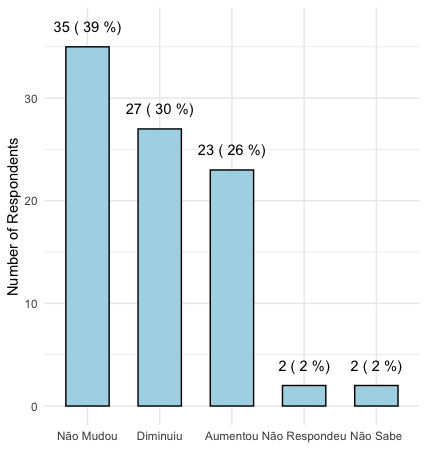 35 ( 39 %)
27 ( 30 %)
23 ( 26 %)
2 ( 2 %)
2 ( 2 %)
Number of Respondents
30
20
10
0
Não Mudou
Diminuiu
Aumentou
Não Respondeu
Não Sabe